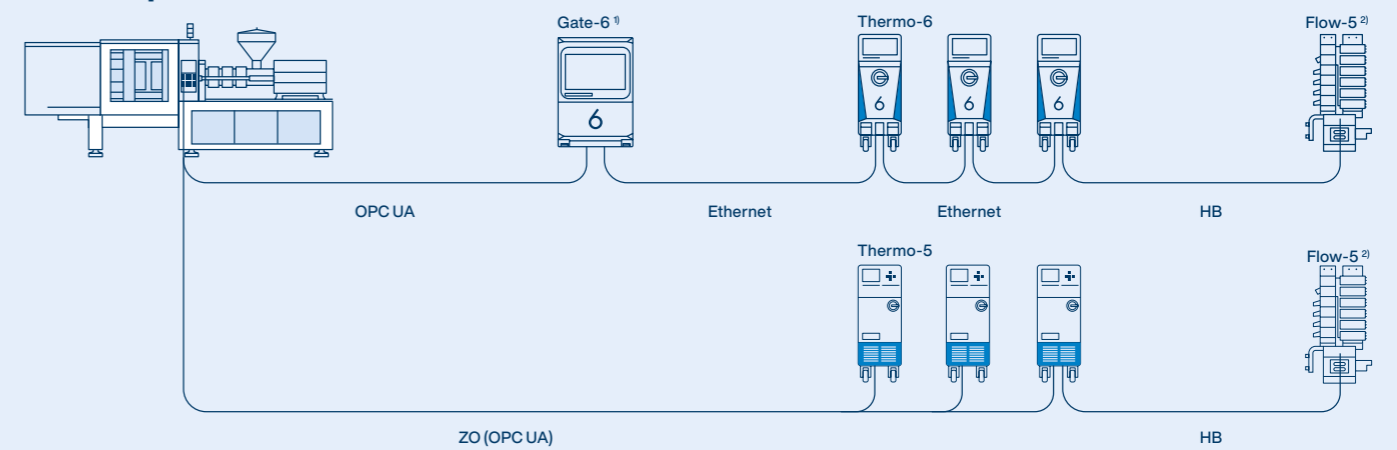 Gate-6 ¹⁾
Thermo-6
Flow-5 ²⁾
6
6
6
6
OPC UA
Ethernet
Ethernet
HB
Thermo-5
Flow-5 ²⁾
ZO (OPC UA)
HB